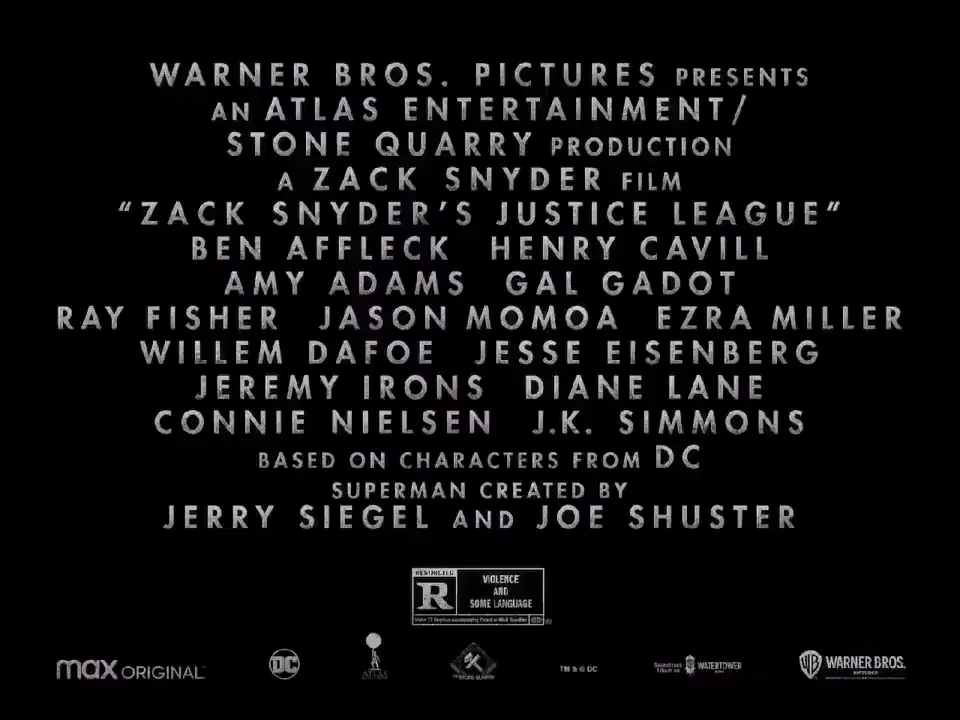 WARNER BROS. PICTURES PRESENTS
AN ATLAS ENTERTAINMENT/
STONE QUARRY PRODUCTION
A ZACK SNYDER FILM
“ZACK SNYDER’S JUSTICE LEAGUE”
BEN AFFLECK HENRY CAVILL
AMY ADAMS GAL GADOT
RAY FISHER JASON MOMOA EZRA MILLER
WILLEM DAFOE JESSE EISENBERG
JEREMY IRONS DIANE LANE
CONNIE NIELSEN J.K. SIMMONS
BASED ON CHARACTERS FROM DC
SUPERMAN CREATED BY
JERRY SIEGEL AND JOE SHUSTER
RESTRICTED
R
VIOLENCE
AND
SOME LANGUAGE
max ORIGINAL
DC
ATLAS
TM & © DC
WATERTOWER
WB WARNER BROS.
PICTURES